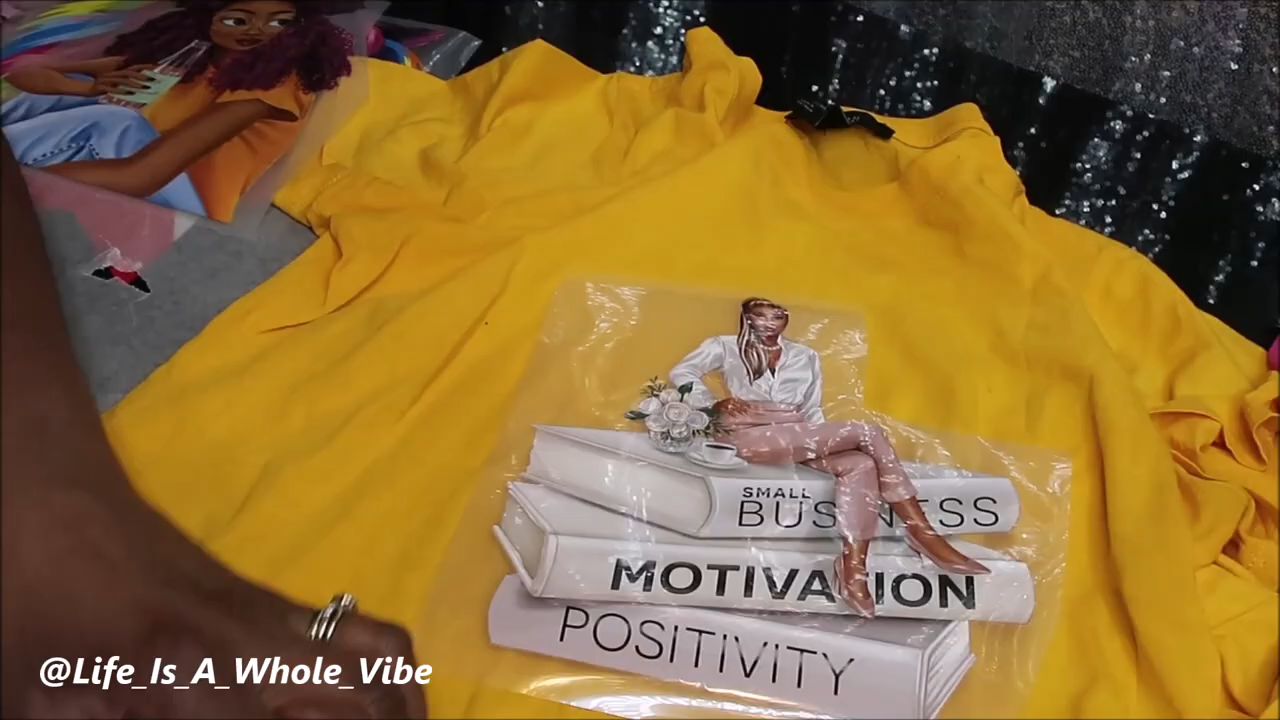 SMALL
BUSINESS
MOTIVATION
POSITIVITY
@Life_Is_A_Whole_Vibe